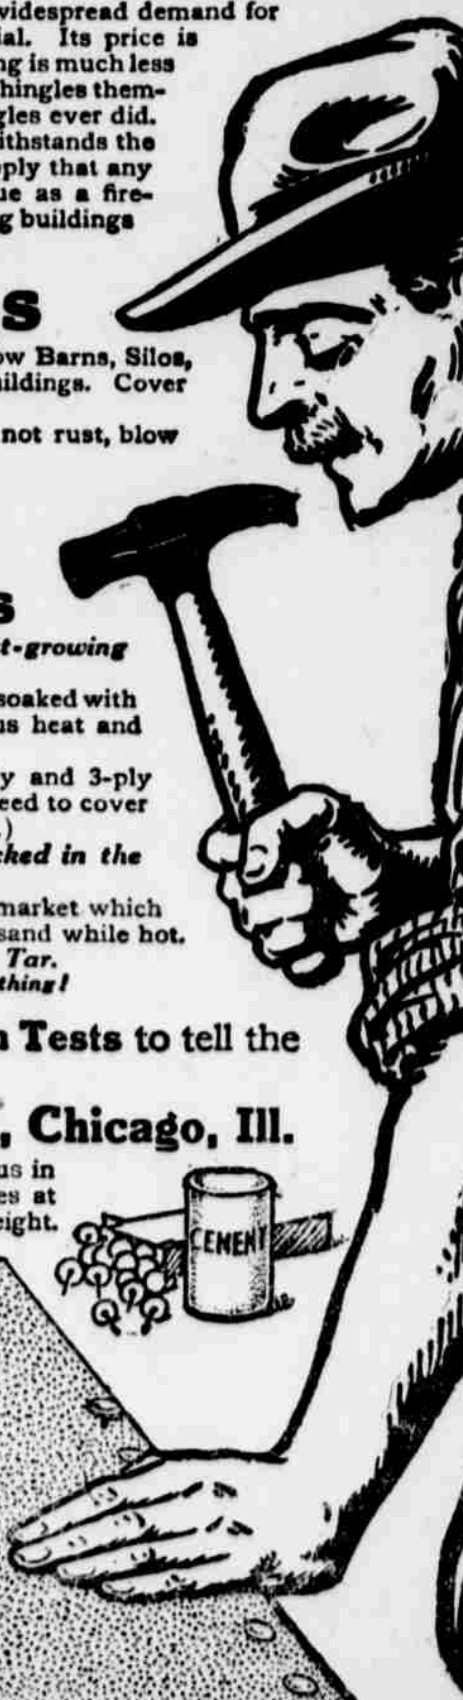 widespread demand for
ial. Its price is
ng is much less
hingles them-
gles ever did.
ithstands the
ply that any
ue as a fire-
g buildings
s
ow Barns, Silos,
uildings. Cover
not rust, blow
s
t-growing
soaked with
us heat and
y and 3-ply
eed to cover
.)
cked in the
market which
sand while hot.
Tar.
thing!
n Tests to tell the
, Chicago, Ill.
us in
es at
eight.
CEMENT